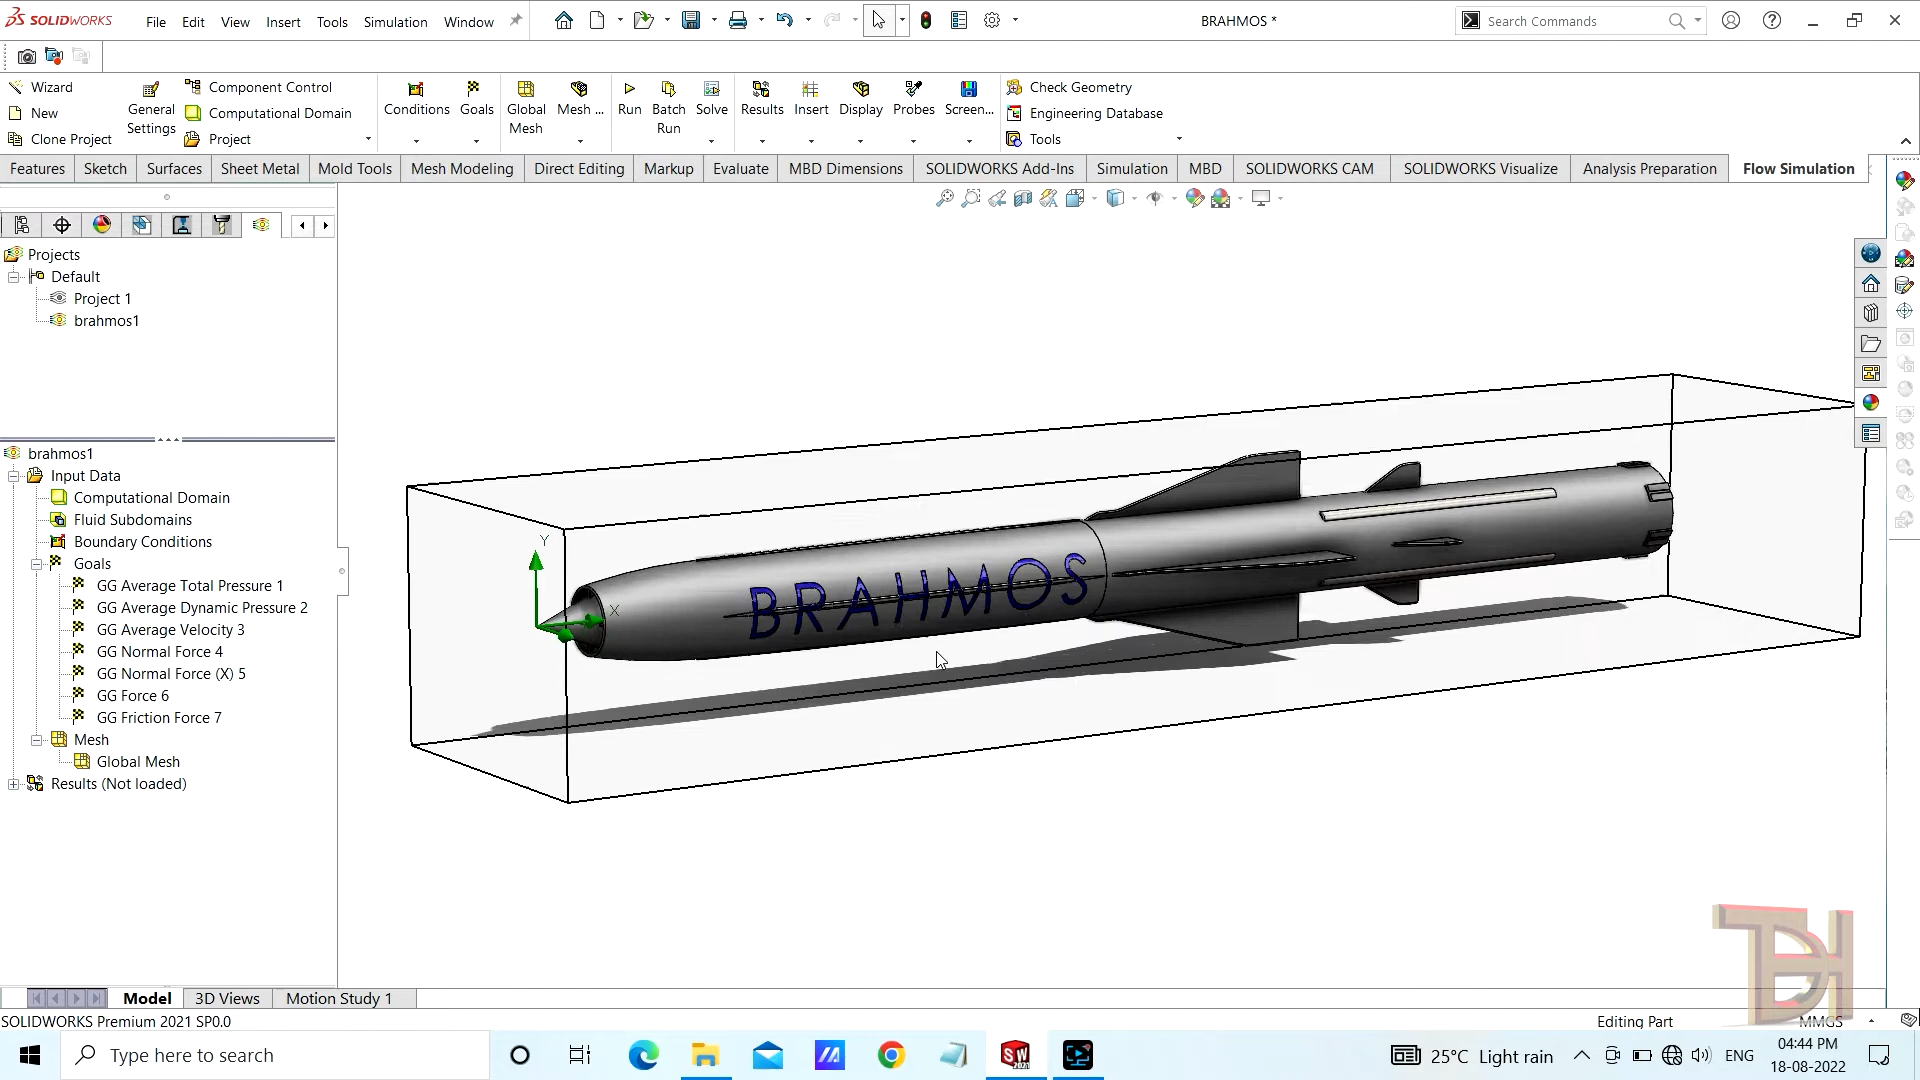 SOLIDWORKS
File Edit View Insert Tools Simulation Window
BRAHMOS *
Search Commands
Wizard
New
Clone Project
General Settings
Component Control
Computational Domain
Project
Conditions
Goals
Global Mesh
Mesh ...
Run
Batch Run
Solve
Results
Insert
Display
Probes
Screen...
Check Geometry
Engineering Database
Tools
Features Sketch Surfaces Sheet Metal Mold Tools Mesh Modeling Direct Editing Markup Evaluate MBD Dimensions SOLIDWORKS Add-Ins Simulation MBD SOLIDWORKS CAM SOLIDWORKS Visualize Analysis Preparation Flow Simulation
Projects
Default
Project 1
brahmos1
brahmos1
Input Data
Computational Domain
Fluid Subdomains
Boundary Conditions
Goals
GG Average Total Pressure 1
GG Average Dynamic Pressure 2
GG Average Velocity 3
GG Normal Force 4
GG Normal Force (X) 5
GG Force 6
GG Friction Force 7
Mesh
Global Mesh
Results (Not loaded)
Y
X
BRAHMOS
Model 3D Views Motion Study 1
SOLIDWORKS Premium 2021 SP0.0
Editing Part
MMGS
Type here to search
SW
2021
25°C Light rain
ENG
04:44 PM
18-08-2022